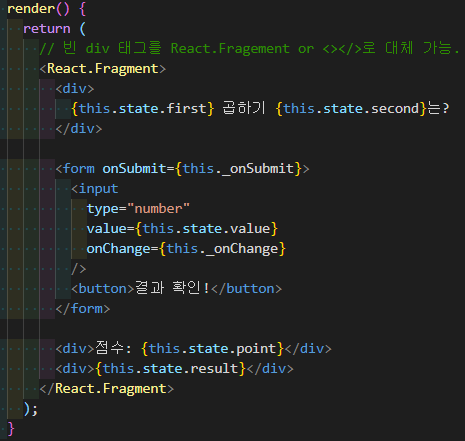 render() {
return (
// 빈 div 태그를 React.Fragement or <></>로 대체 가능.
<React.Fragment>
<div>
{this.state.first} 곱하기 {this.state.second}는?
</div>
<form onSubmit={this._onSubmit}>
<input
type="number"
value={this.state.value}
onChange={this._onChange}
/>
<button>결과 확인!</button>
</form>
<div>점수: {this.state.point}</div>
<div>{this.state.result}</div>
</React.Fragment>
);
}